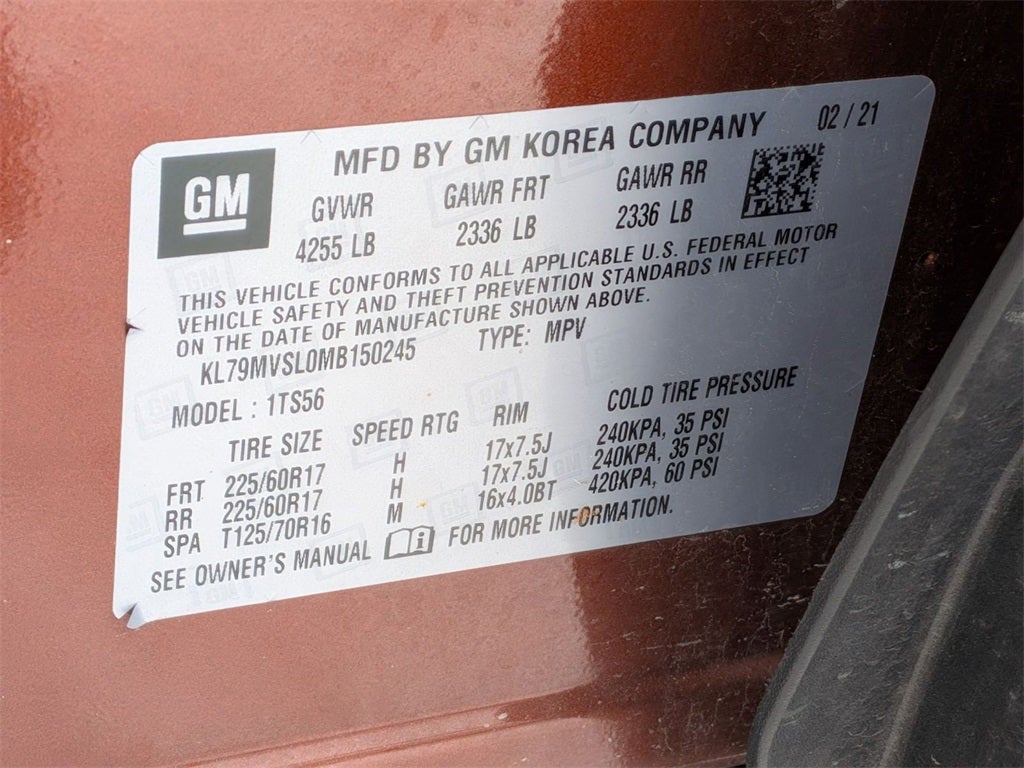 GM
MFD BY GM KOREA COMPANY 02 / 21
GVWR GAWR FRT GAWR RR
4255 LB 2336 LB 2336 LB
THIS VEHICLE CONFORMS TO ALL APPLICABLE U.S. FEDERAL MOTOR
VEHICLE SAFETY AND THEFT PREVENTION STANDARDS IN EFFECT
ON THE DATE OF MANUFACTURE SHOWN ABOVE.
KL79MVSL0MB150245 TYPE: MPV
MODEL : 1TS56
TIRE SIZE SPEED RTG RIM COLD TIRE PRESSURE
FRT 225/60R17 H 17x7.5J 240KPA, 35 PSI
RR 225/60R17 H 17x7.5J 240KPA, 35 PSI
SPA T125/70R16 M 16x4.0BT 420KPA, 60 PSI
SEE OWNER'S MANUAL i FOR MORE INFORMATION.